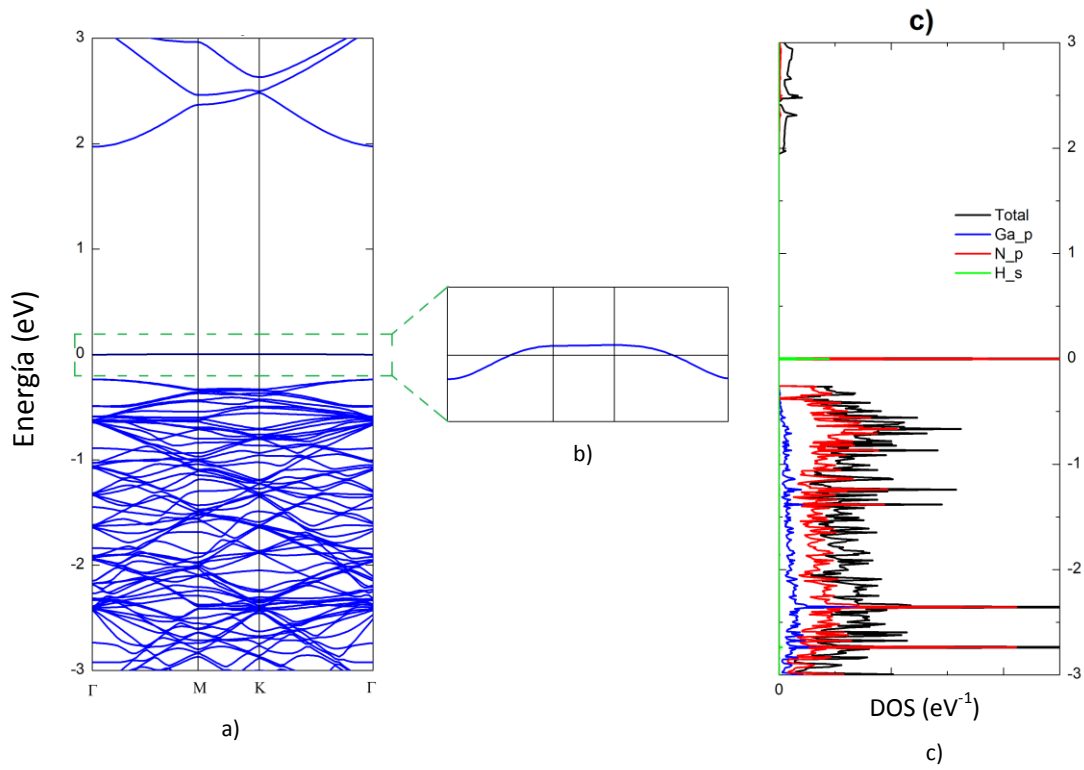 c)
3
2
1
0
-1
-2
-3
Energía (eV)
Γ
M
K
Γ
a)
b)
3
2
1
0
-1
-2
-3
Total
Ga_p
N_p
H_s
0
DOS (eV⁻¹)
c)